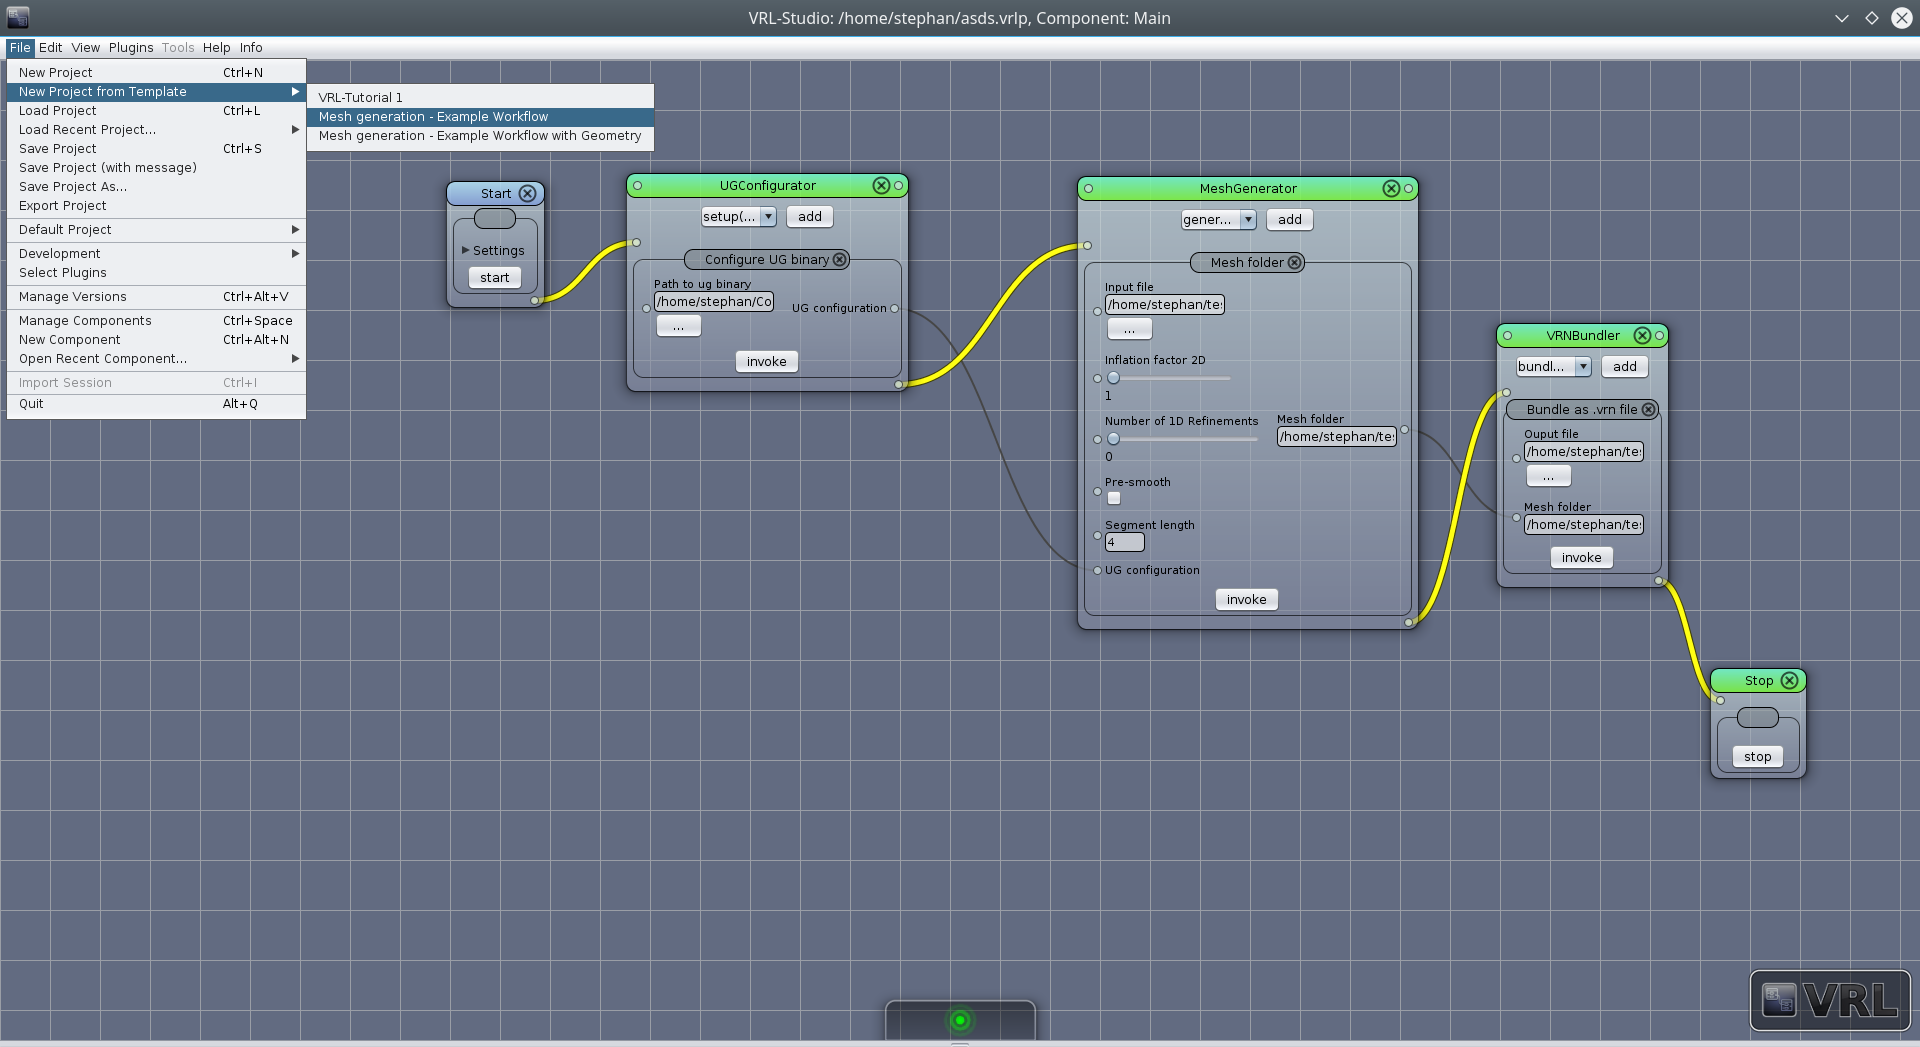 VRL-Studio: /home/stephan/asds.vrlp, Component: Main
File Edit View Plugins Tools Help Info
New Project Ctrl+N
New Project from Template
Load Project Ctrl+L
Load Recent Project...
Save Project Ctrl+S
Save Project (with message)
Save Project As...
Export Project
Default Project
Development
Select Plugins
Manage Versions Ctrl+Alt+V
Manage Components Ctrl+Space
New Component Ctrl+Alt+N
Open Recent Component...
Import Session Ctrl+I
Quit Alt+Q
VRL-Tutorial 1
Mesh generation - Example Workflow
Mesh generation - Example Workflow with Geometry
Start
Settings
start
UGConfigurator
setup(... add
Configure UG binary
Path to ug binary
/home/stephan/Co
UG configuration
...
invoke
MeshGenerator
gener... add
Mesh folder
Input file
/home/stephan/te
...
Inflation factor 2D
1
Number of 1D Refinements
0
Mesh folder
/home/stephan/te
Pre-smooth
Segment length
4
UG configuration
invoke
VRNBundler
bundl... add
Bundle as .vrn file
Ouput file
/home/stephan/te
...
Mesh folder
/home/stephan/te
invoke
Stop
stop
VRL